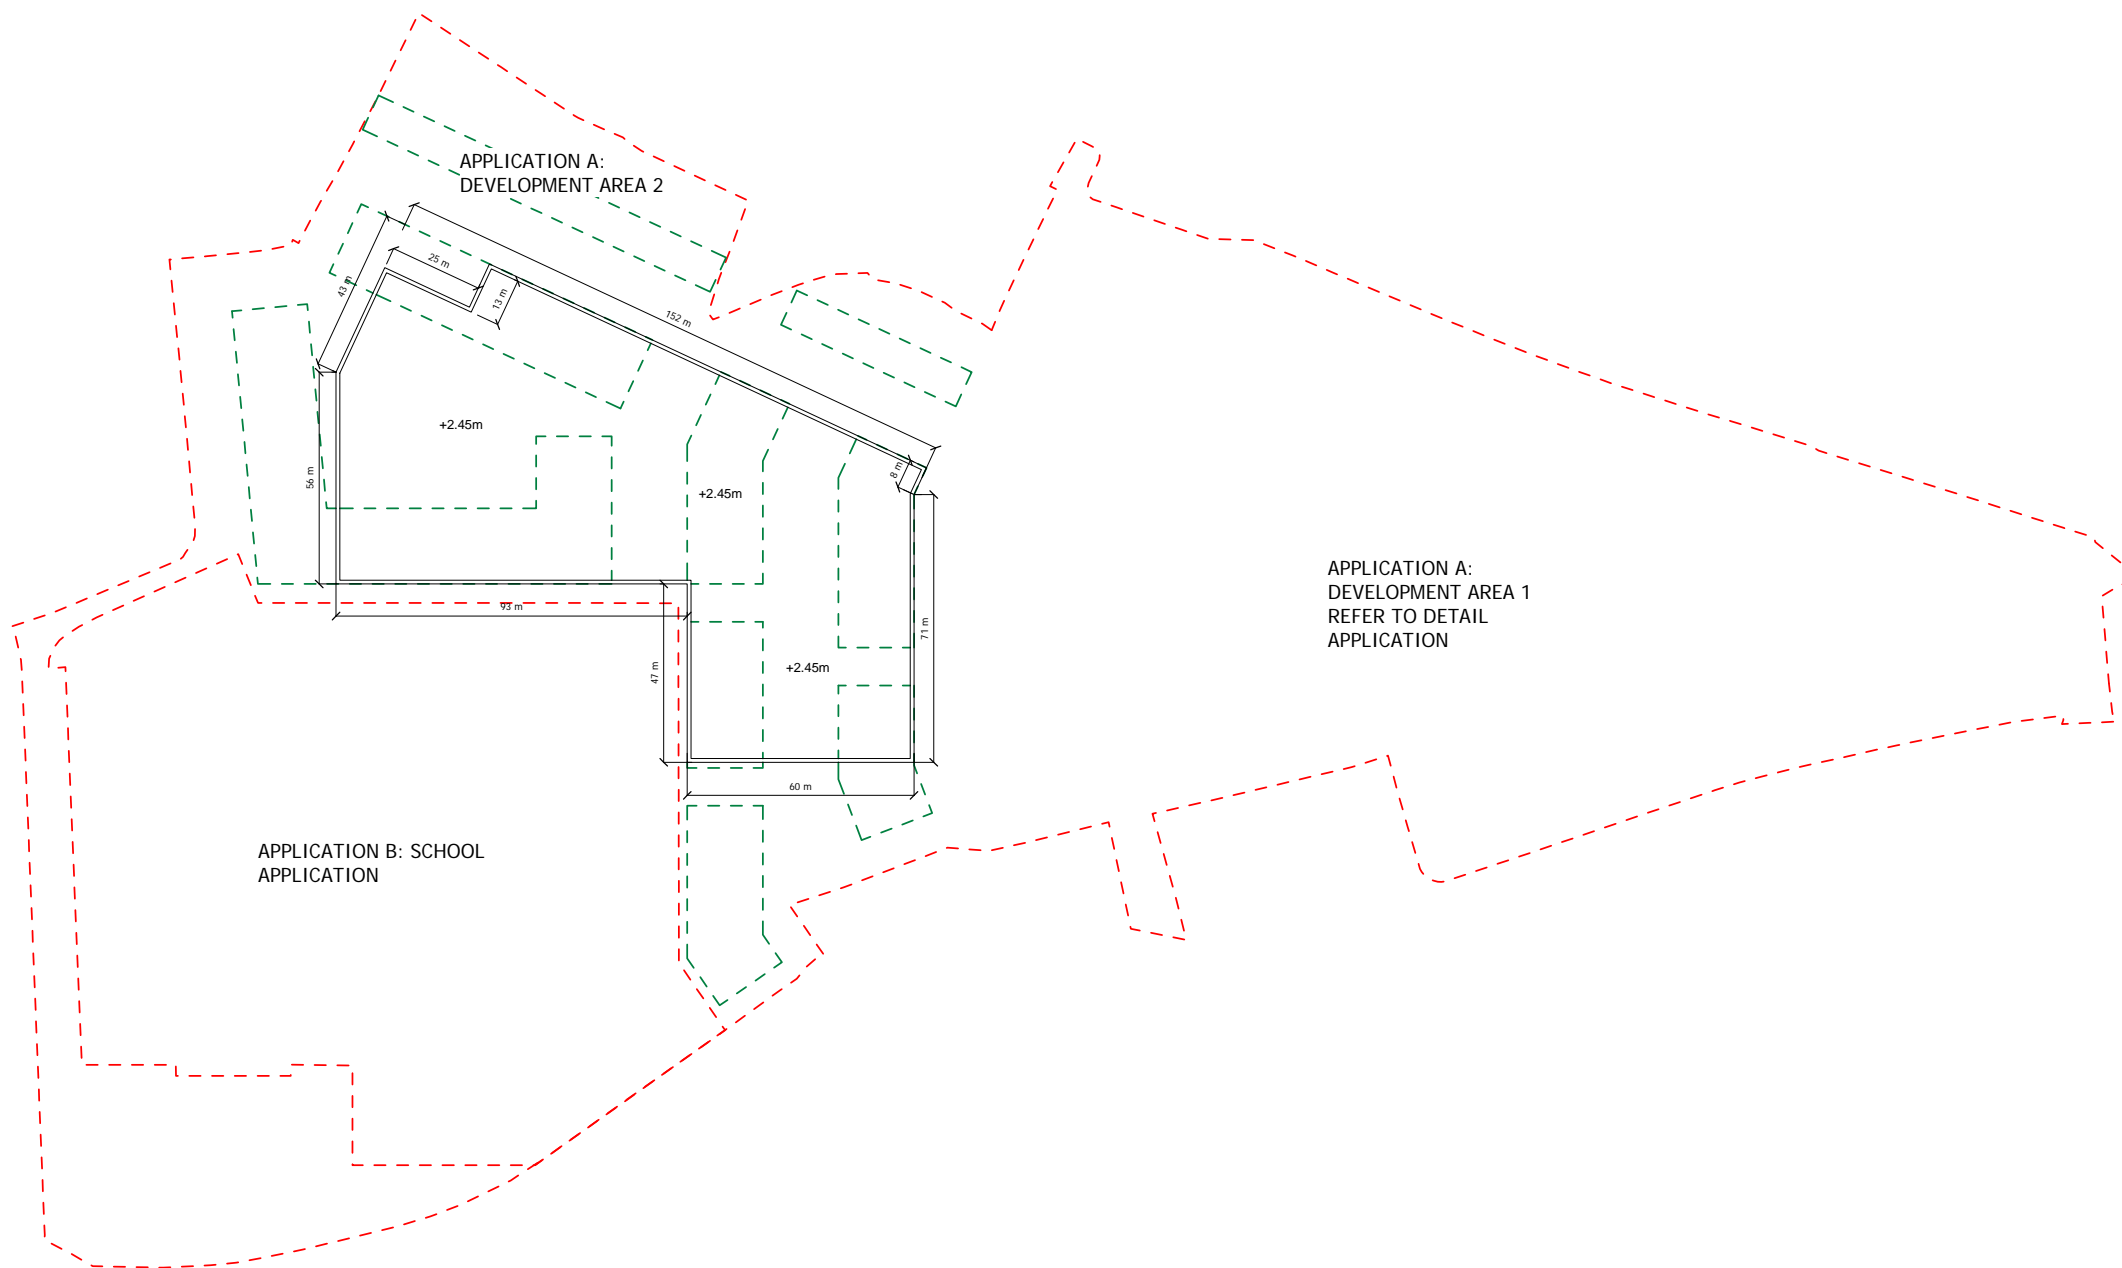 APPLICATION A:
DEVELOPMENT AREA 2
25 m
43 m
13 m
152 m
+2.45m
8 m
56 m
+2.45m
APPLICATION A:
DEVELOPMENT AREA 1
REFER TO DETAIL
APPLICATION
93 m
71 m
47 m
+2.45m
60 m
APPLICATION B: SCHOOL
APPLICATION